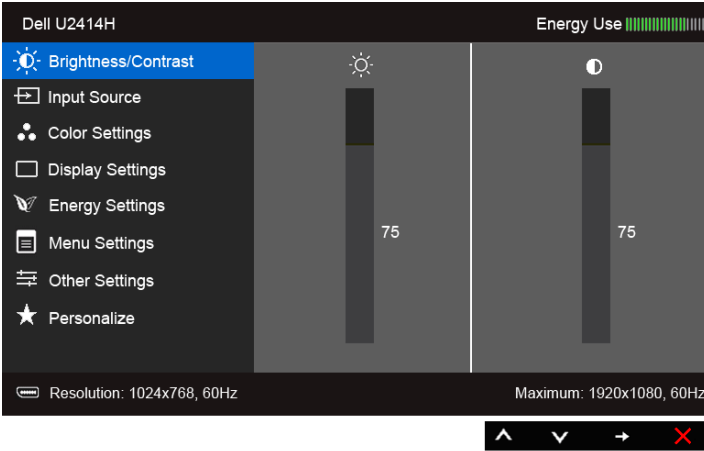 Dell U2414H
Energy Use
Brightness/Contrast
Input Source
Color Settings
Display Settings
Energy Settings
Menu Settings
Other Settings
Personalize
75
75
Resolution: 1024x768, 60Hz
Maximum: 1920x1080, 60Hz